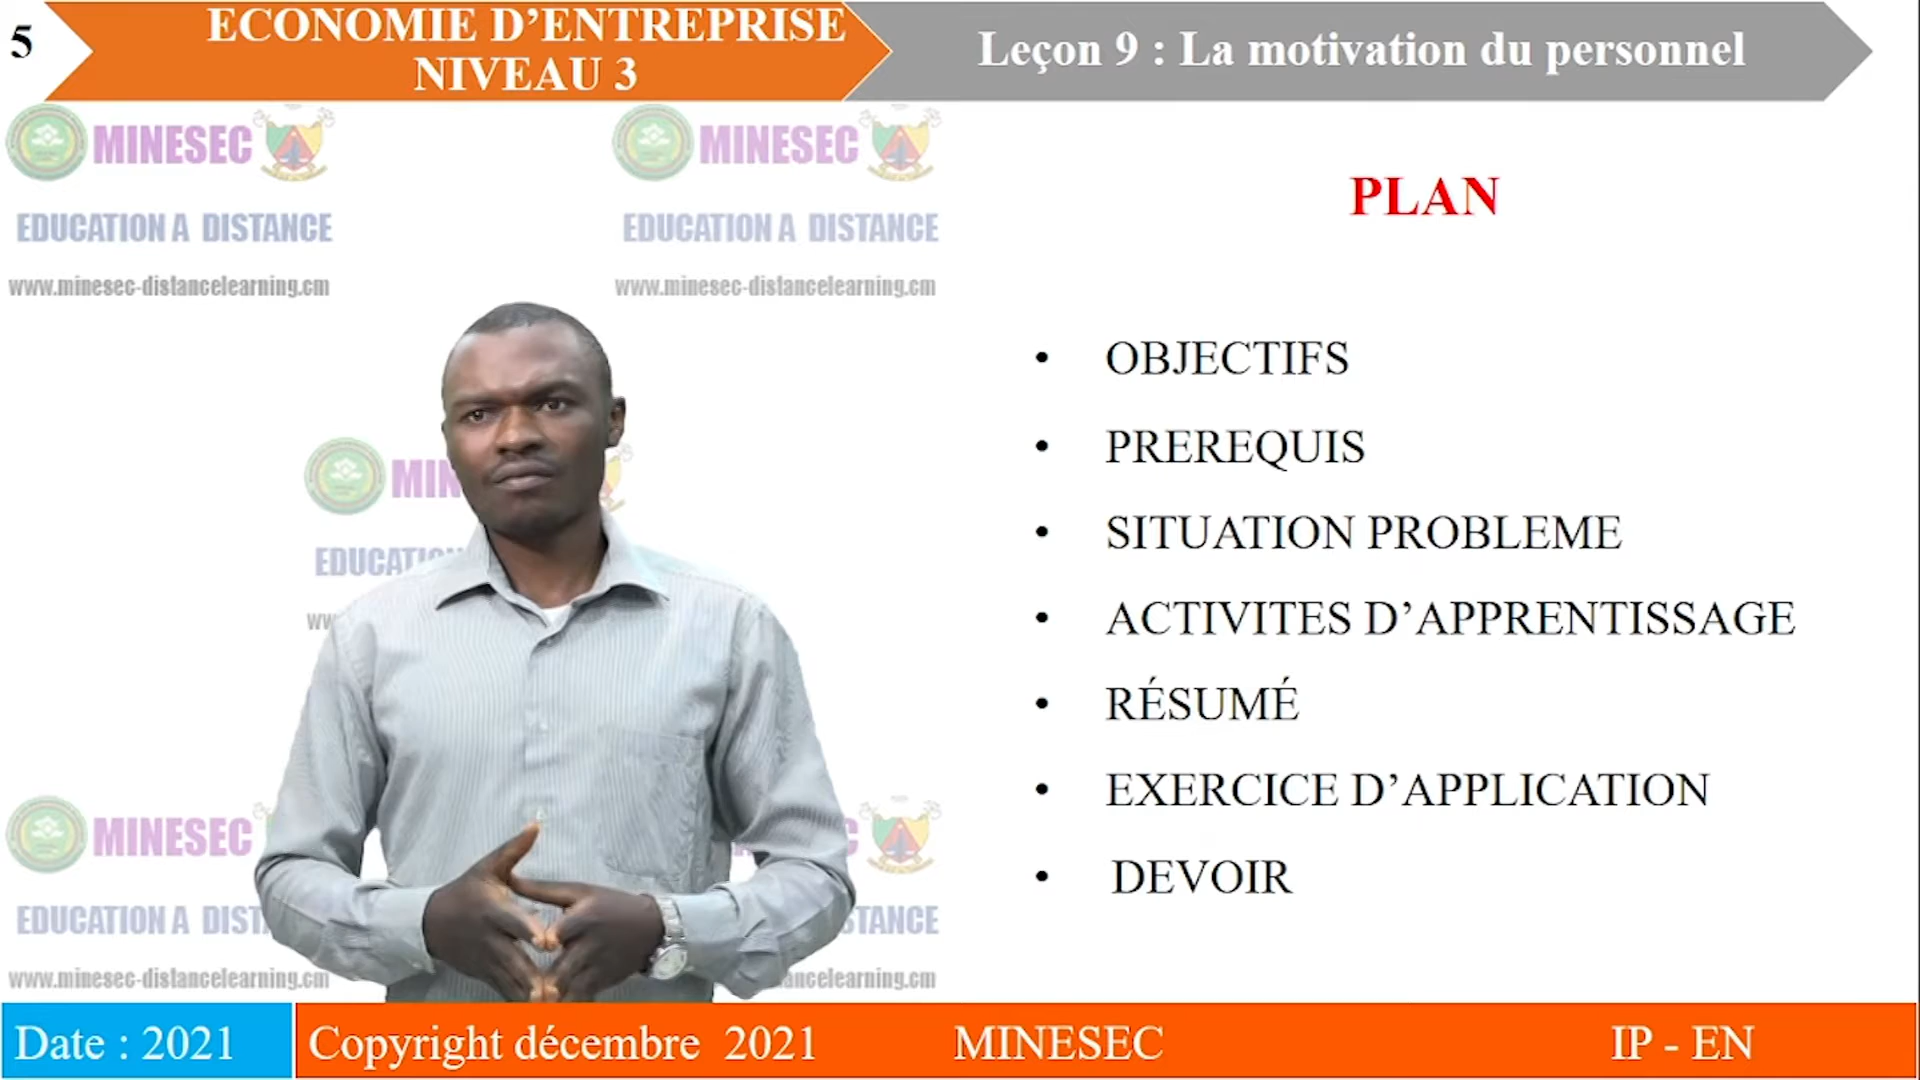 5
ECONOMIE D’ENTREPRISE
NIVEAU 3
Leçon 9 : La motivation du personnel
MINESEC
EDUCATION A DISTANCE
www.minesec-distancelearning.cm
MINESEC
EDUCATION A DISTANCE
www.minesec-distancelearning.cm
PLAN
• OBJECTIFS
• PREREQUIS
• SITUATION PROBLEME
• ACTIVITES D’APPRENTISSAGE
• RÉSUMÉ
• EXERCICE D’APPLICATION
• DEVOIR
MINESEC
EDUCATION A
www.minesec-distancelearning.cm
Date : 2021
Copyright décembre 2021
MINESEC
IP - EN